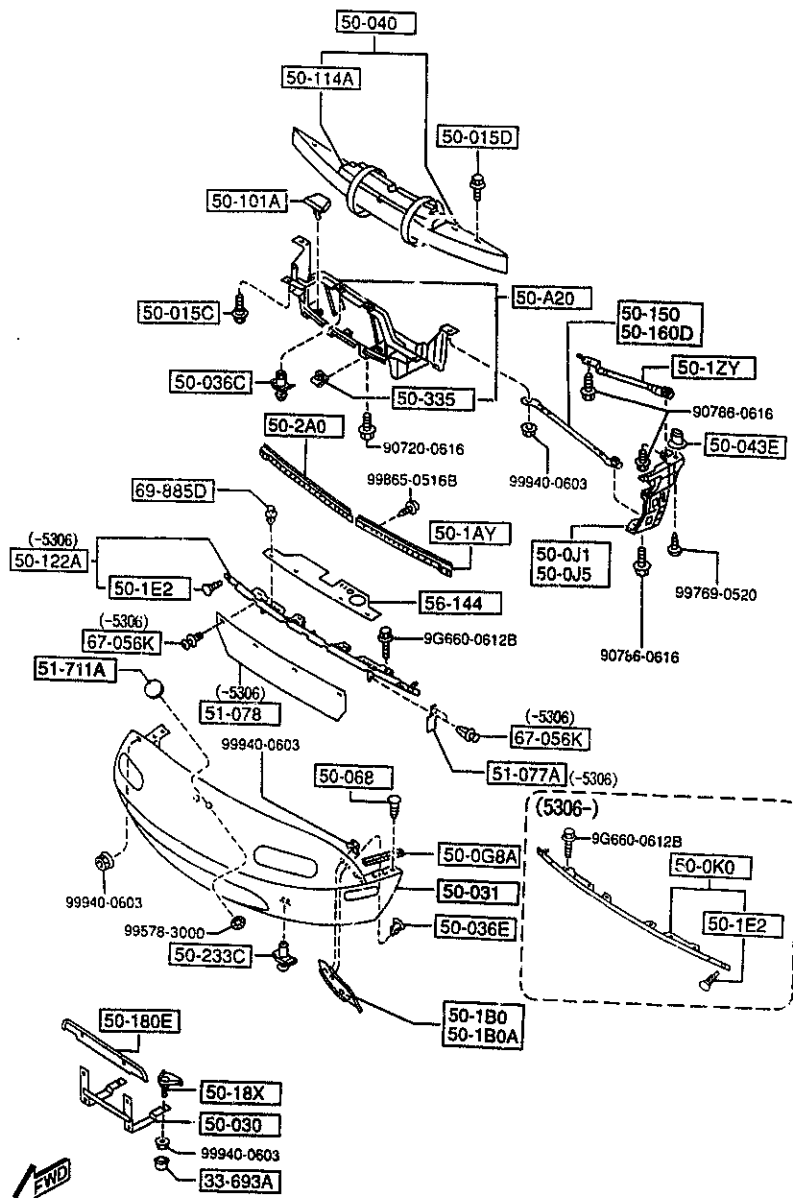 50-040
50-114A
50-015D
50-101A
50-A20
50-015C
50-150
50-160D
50-1ZY
50-036C
50-335
90786-0616
50-2A0
90720-0616
50-043E
99865-0516B
99940-0603
69-885D
50-1AY
50-0J1
50-0J5
(-5306)
50-122A
50-1E2
56-144
99769-0520
(-5306)
67-056K
9G660-0612B
90786-0616
51-711A
(-5306)
51-078
(-5306)
67-056K
99940-0603
51-077A (-5306)
50-068
(5306-)
9G660-0612B
50-0G8A
50-0K0
99940-0603
50-031
99578-3000
50-036E
50-1E2
50-233C
50-1B0
50-1B0A
50-180E
50-18X
50-030
99940-0603
33-693A
FWD